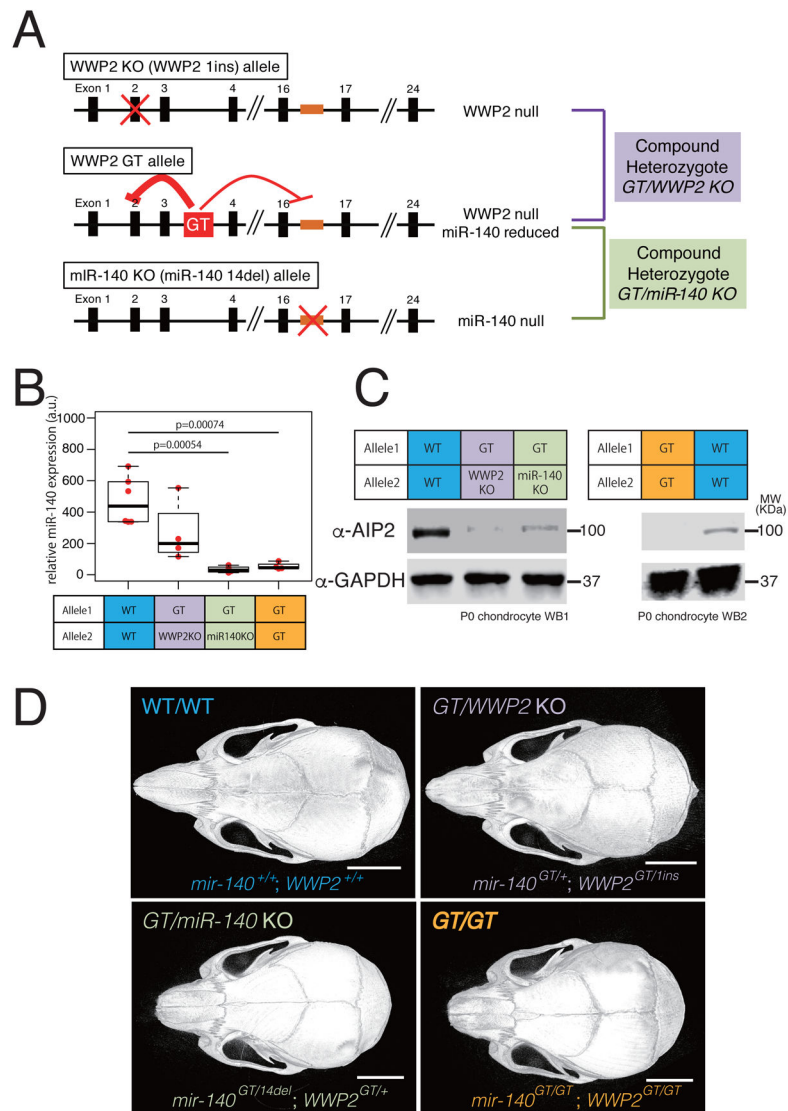 A
WWP2 KO (WWP2 1ins) allele
Exon 1 2 3 4 16 17 24
WWP2 null
WWP2 GT allele
Exon 1 2 3 4 16 17 24
GT
WWP2 null
miR-140 reduced
mIR-140 KO (miR-140 14del) allele
Exon 1 2 3 4 16 17 24
miR-140 null
Compound
Heterozygote
GT/WWP2 KO
Compound
Heterozygote
GT/miR-140 KO
B
relative miR-140 expression (a.u.)
1000
800
600
400
200
0
p=0.00074
p=0.00054
Allele1 WT GT GT GT
Allele2 WT WWP2KO miR140KO GT
C
Allele1 WT GT GT
Allele2 WT WWP2 KO miR-140 KO
Allele1 GT WT
Allele2 GT WT
MW
(KDa)
α-AIP2
100
100
α-GAPDH
37
37
P0 chondrocyte WB1
P0 chondrocyte WB2
D
WT/WT
mir-140+/+; WWP2+/+
GT/WWP2 KO
mir-140GT/+; WWP2GT/1ins
GT/miR-140 KO
mir-140GT/14del; WWP2GT/+
GT/GT
mir-140GT/GT; WWP2GT/GT